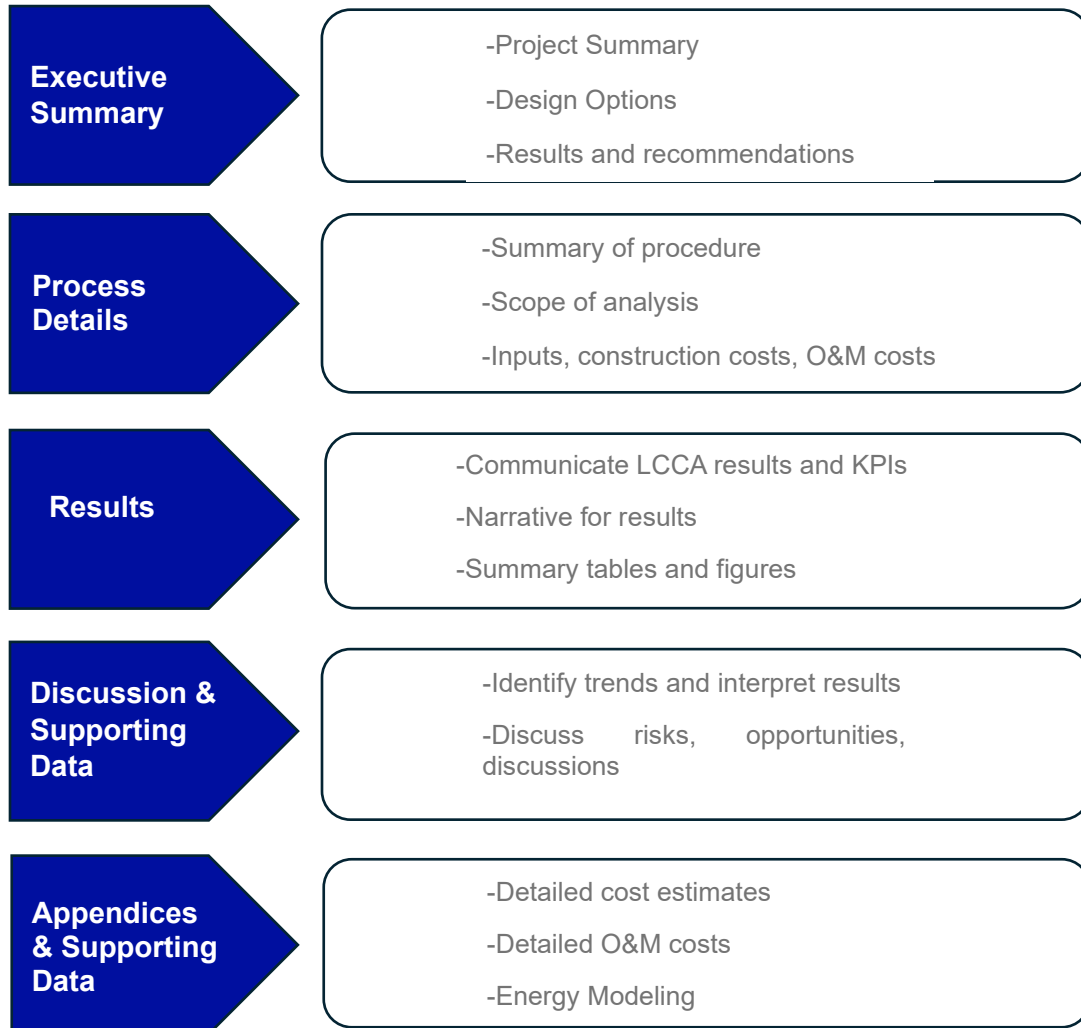 Executive
Summary
-Project Summary
-Design Options
-Results and recommendations
Process
Details
-Summary of procedure
-Scope of analysis
-Inputs, construction costs, O&M costs
Results
-Communicate LCCA results and KPIs
-Narrative for results
-Summary tables and figures
Discussion &
Supporting
Data
-Identify trends and interpret results
-Discuss risks, opportunities,
discussions
Appendices
& Supporting
Data
-Detailed cost estimates
-Detailed O&M costs
-Energy Modeling